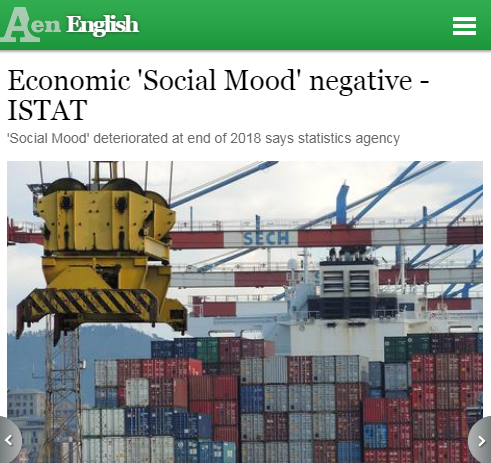 Aen English
Economic 'Social Mood' negative -
ISTAT
'Social Mood' deteriorated at end of 2018 says statistics agency
SECH